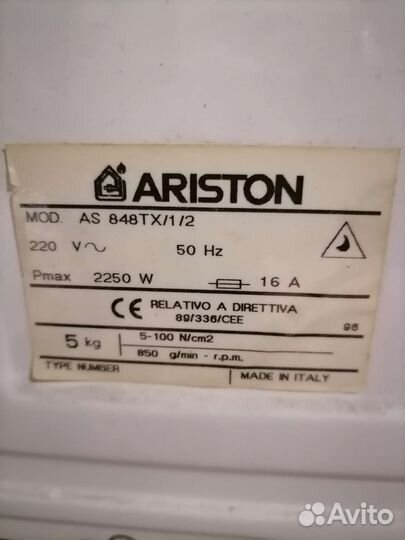 ARISTON
MOD. AS 848TX/1/2
220 V~ 50 Hz
Pmax 2250 W 16 A
CE RELATIVO A DIRETTIVA
89/336/CEE 96
5 kg 5-100 N/cm2
850 g/min - r.p.m.
TYPE NUMBER MADE IN ITALY
Avito